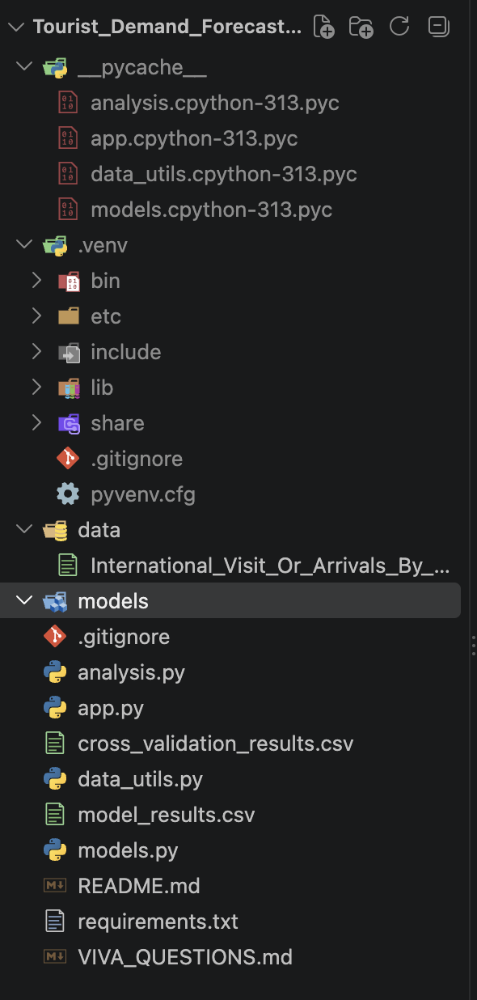 Tourist_Demand_Forecast...
__pycache__
analysis.cpython-313.pyc
app.cpython-313.pyc
data_utils.cpython-313.pyc
models.cpython-313.pyc
.venv
bin
etc
include
lib
share
.gitignore
pyvenv.cfg
data
International_Visit_Or_Arrivals_By_...
models
.gitignore
analysis.py
app.py
cross_validation_results.csv
data_utils.py
model_results.csv
models.py
README.md
requirements.txt
VIVA_QUESTIONS.md